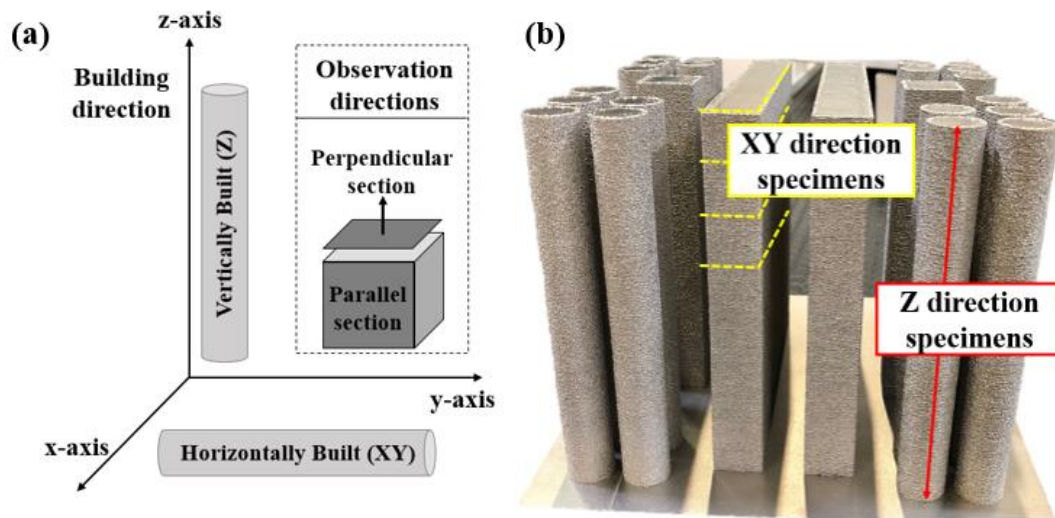 (a)
z-axis
Building
direction
Vertically Built (Z)
Observation
directions
Perpendicular
section
Parallel
section
y-axis
x-axis
Horizontally Built (XY)
(b)
XY direction
specimens
Z direction
specimens